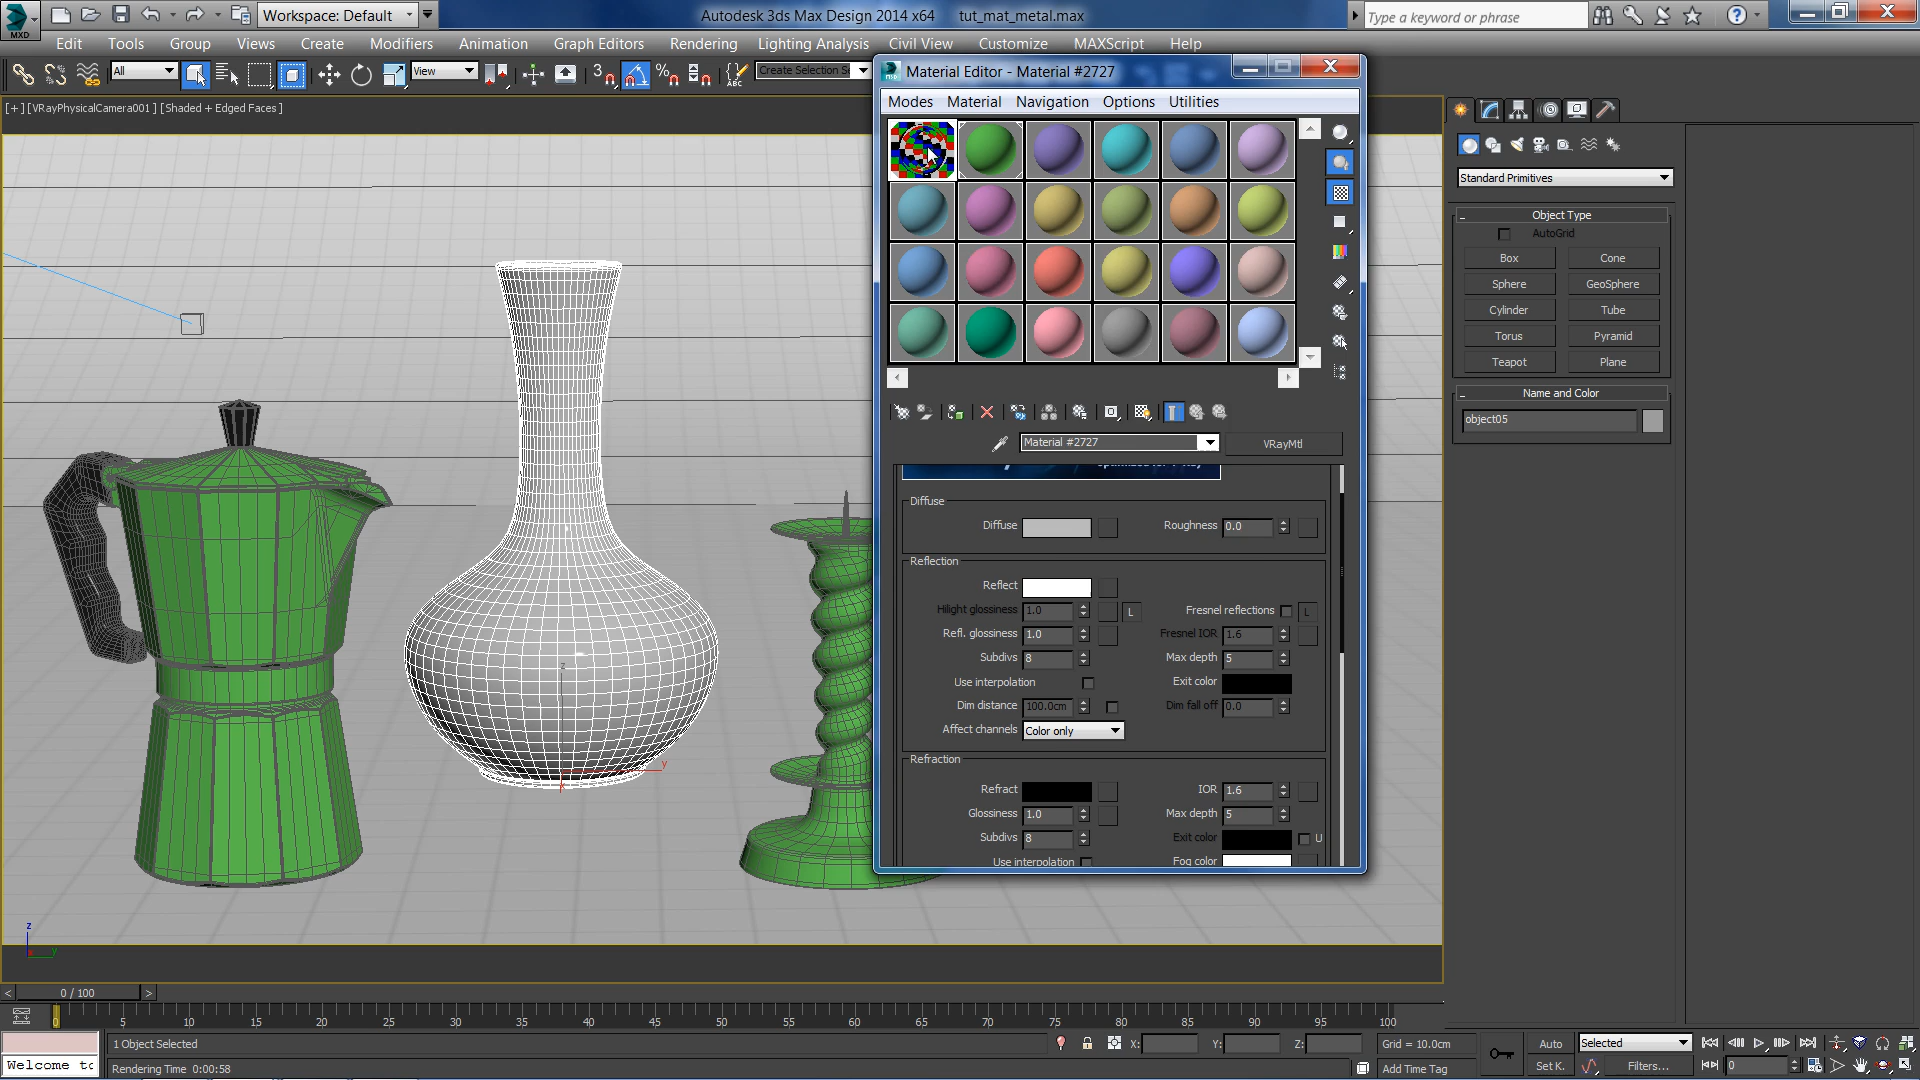 MXD
Workspace: Default
Autodesk 3ds Max Design 2014 x64 tut_mat_metal.max
Type a keyword or phrase
Edit Tools Group Views Create Modifiers Animation Graph Editors Rendering Lighting Analysis Civil View Customize MAXScript Help
All
View
3
ABC
Create Selection Se
[+] [VRayPhysicalCamera001] [Shaded + Edged Faces]
Material Editor - Material #2727
Modes Material Navigation Options Utilities
Material #2727
VRayMtl
Diffuse
Diffuse
Roughness 0.0
Reflection
Reflect
Hilight glossiness 1.0 L Fresnel reflections L
Refl. glossiness 1.0 Fresnel IOR 1.6
Subdivs 8 Max depth 5
Use interpolation Exit color
Dim distance 100.0cm Dim fall off 0.0
Affect channels Color only
Refraction
Refract IOR 1.6
Glossiness 1.0 Max depth 5
Subdivs 8 Exit color U
Use interpolation Fog color
Standard Primitives
Object Type
AutoGrid
Box Cone
Sphere GeoSphere
Cylinder Tube
Torus Pyramid
Teapot Plane
Name and Color
object05
z
y
x
z
y
< 0 / 100 >
0 5 10 15 20 25 30 35 40 45 50 55 60 65 70 75 80 85 90 95 100
1 Object Selected
X: Y: Z: Grid = 10.0cm
Auto Selected
Welcome to
Rendering Time 0:00:58
Add Time Tag
Set K. Filters... 0